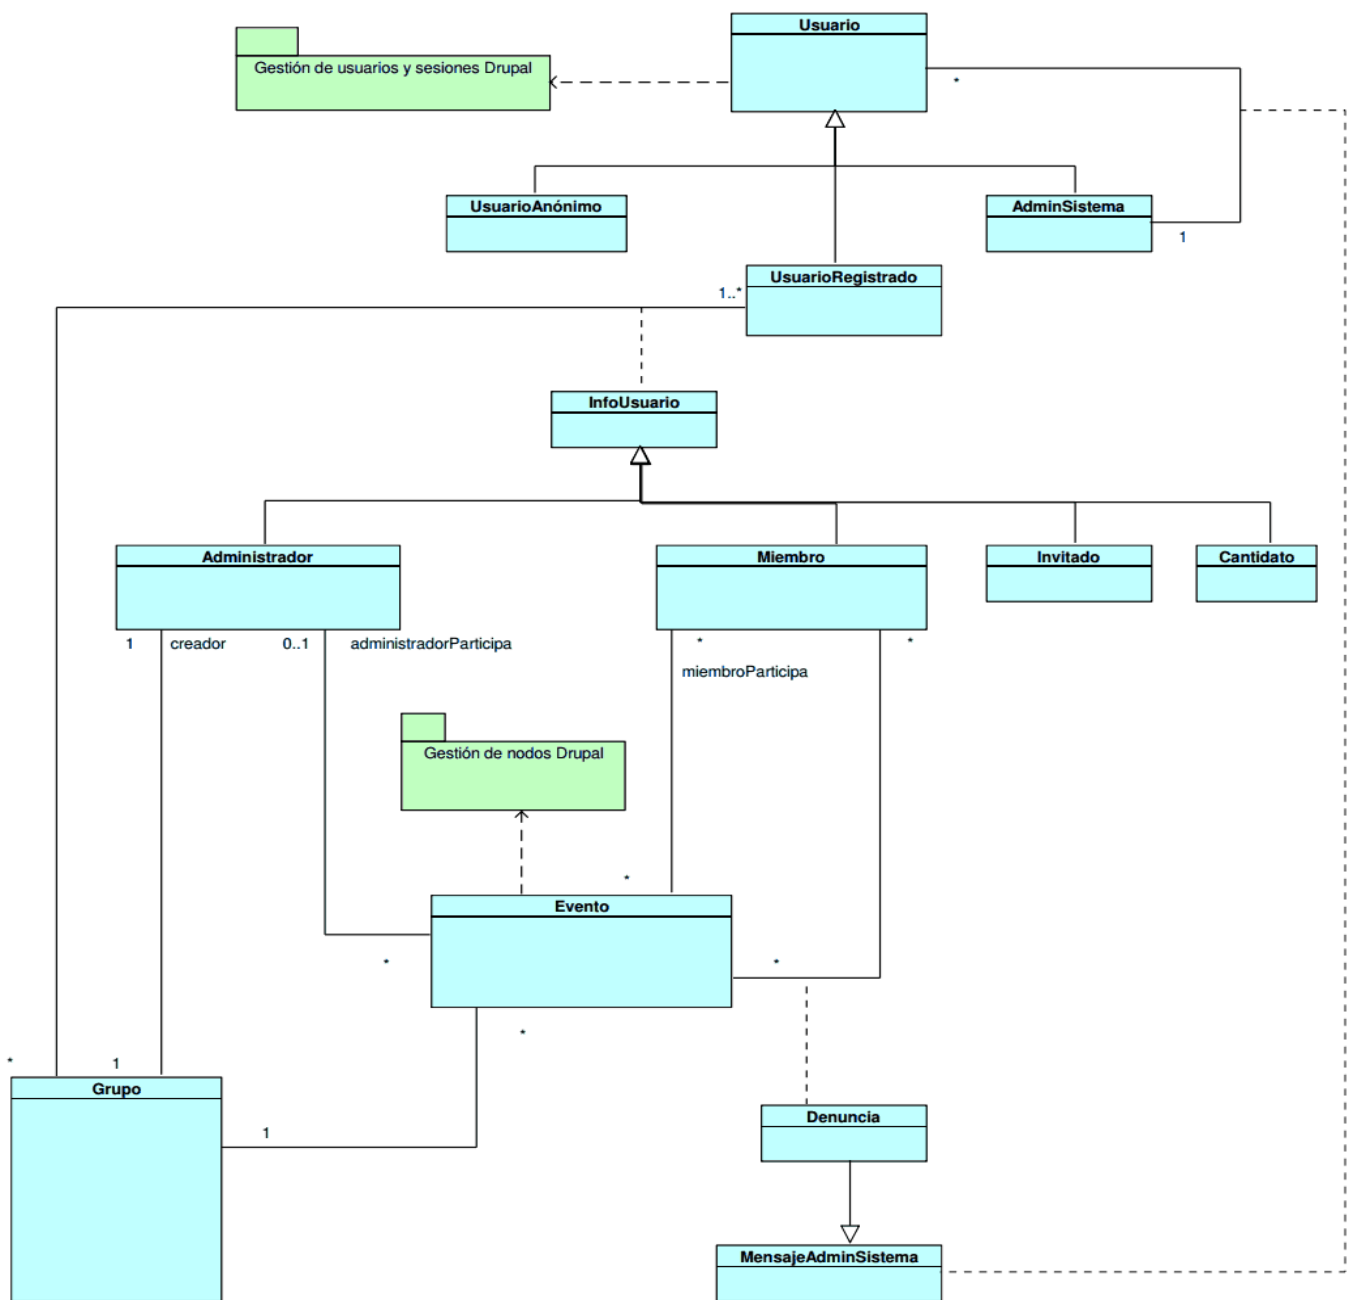 Usuario
Gestión de usuarios y sesiones Drupal
*
UsuarioAnónimo
AdminSistema
1
UsuarioRegistrado
1..*
InfoUsuario
Administrador
Miembro
Invitado
Cantidato
1
creador
0..1
administradorParticipa
*
*
miembroParticipa
Gestión de nodos Drupal
*
Evento
*
*
*
*
1
Grupo
Denuncia
1
MensajeAdminSistema